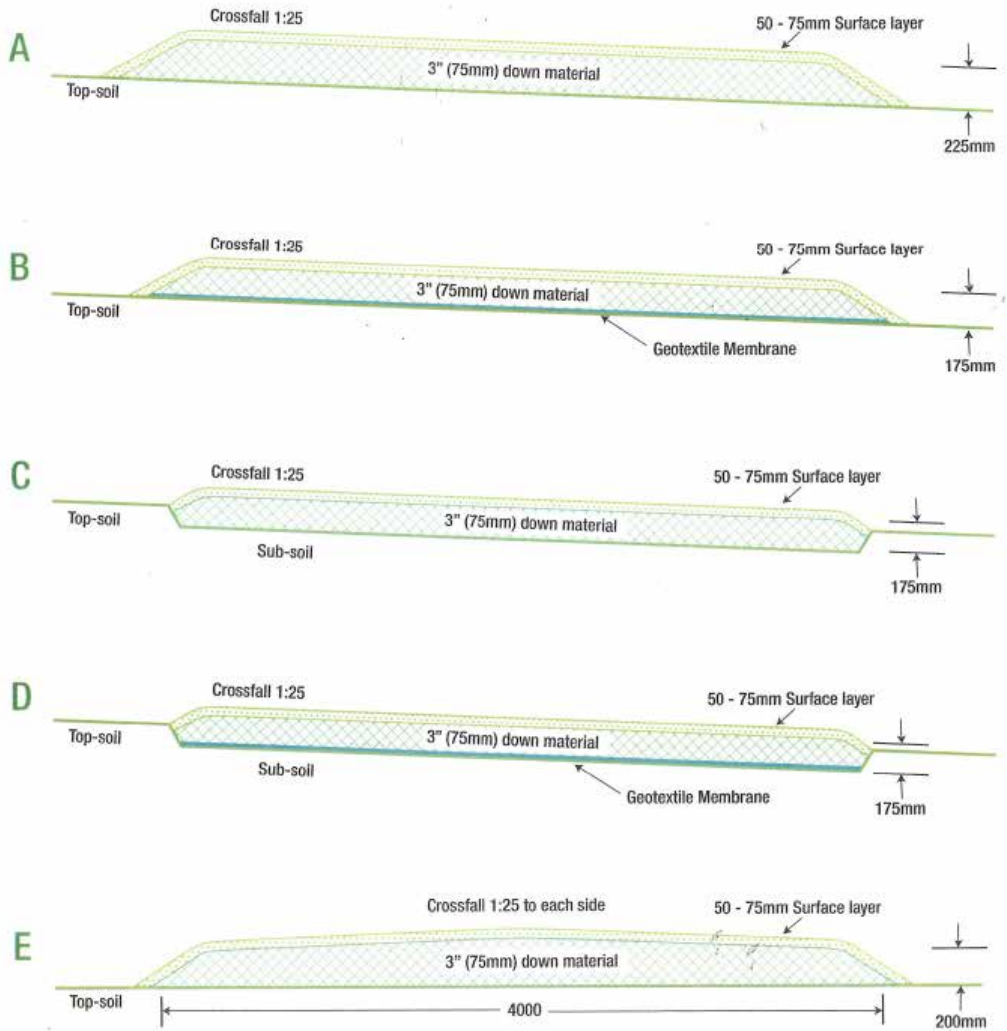 A
Crossfall 1:25
50 - 75mm Surface layer
3" (75mm) down material
Top-soil
225mm
B
Crossfall 1:25
50 - 75mm Surface layer
3" (75mm) down material
Top-soil
Geotextile Membrane
175mm
C
Crossfall 1:25
50 - 75mm Surface layer
Top-soil
3" (75mm) down material
Sub-soil
175mm
D
Crossfall 1:25
50 - 75mm Surface layer
Top-soil
3" (75mm) down material
Sub-soil
Geotextile Membrane
175mm
E
Crossfall 1:25 to each side
50 - 75mm Surface layer
3" (75mm) down material
Top-soil
4000
200mm